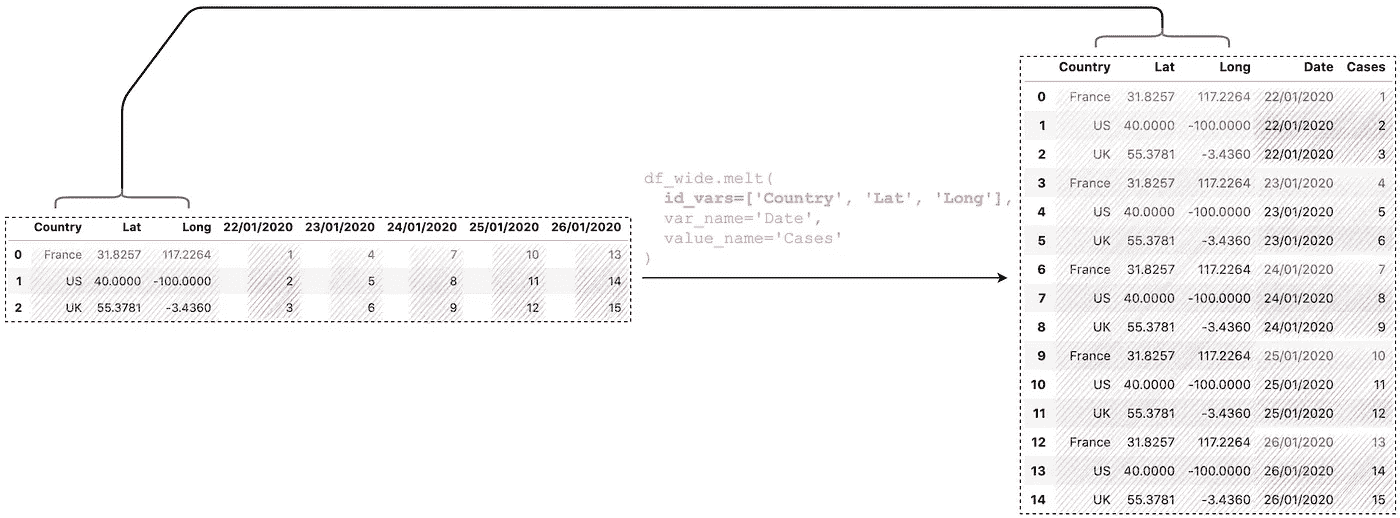 Country Lat Long 22/01/2020 23/01/2020 24/01/2020 25/01/2020 26/01/2020
0 France 31.8257 117.2264 1 4 7 10 13
1 US 40.0000 -100.0000 2 5 8 11 14
2 UK 55.3781 -3.4360 3 6 9 12 15
df_wide.melt(
id_vars=['Country', 'Lat', 'Long'],
var_name='Date',
value_name='Cases'
)
Country Lat Long Date Cases
0 France 31.8257 117.2264 22/01/2020 1
1 US 40.0000 -100.0000 22/01/2020 2
2 UK 55.3781 -3.4360 22/01/2020 3
3 France 31.8257 117.2264 23/01/2020 4
4 US 40.0000 -100.0000 23/01/2020 5
5 UK 55.3781 -3.4360 23/01/2020 6
6 France 31.8257 117.2264 24/01/2020 7
7 US 40.0000 -100.0000 24/01/2020 8
8 UK 55.3781 -3.4360 24/01/2020 9
9 France 31.8257 117.2264 25/01/2020 10
10 US 40.0000 -100.0000 25/01/2020 11
11 UK 55.3781 -3.4360 25/01/2020 12
12 France 31.8257 117.2264 26/01/2020 13
13 US 40.0000 -100.0000 26/01/2020 14
14 UK 55.3781 -3.4360 26/01/2020 15